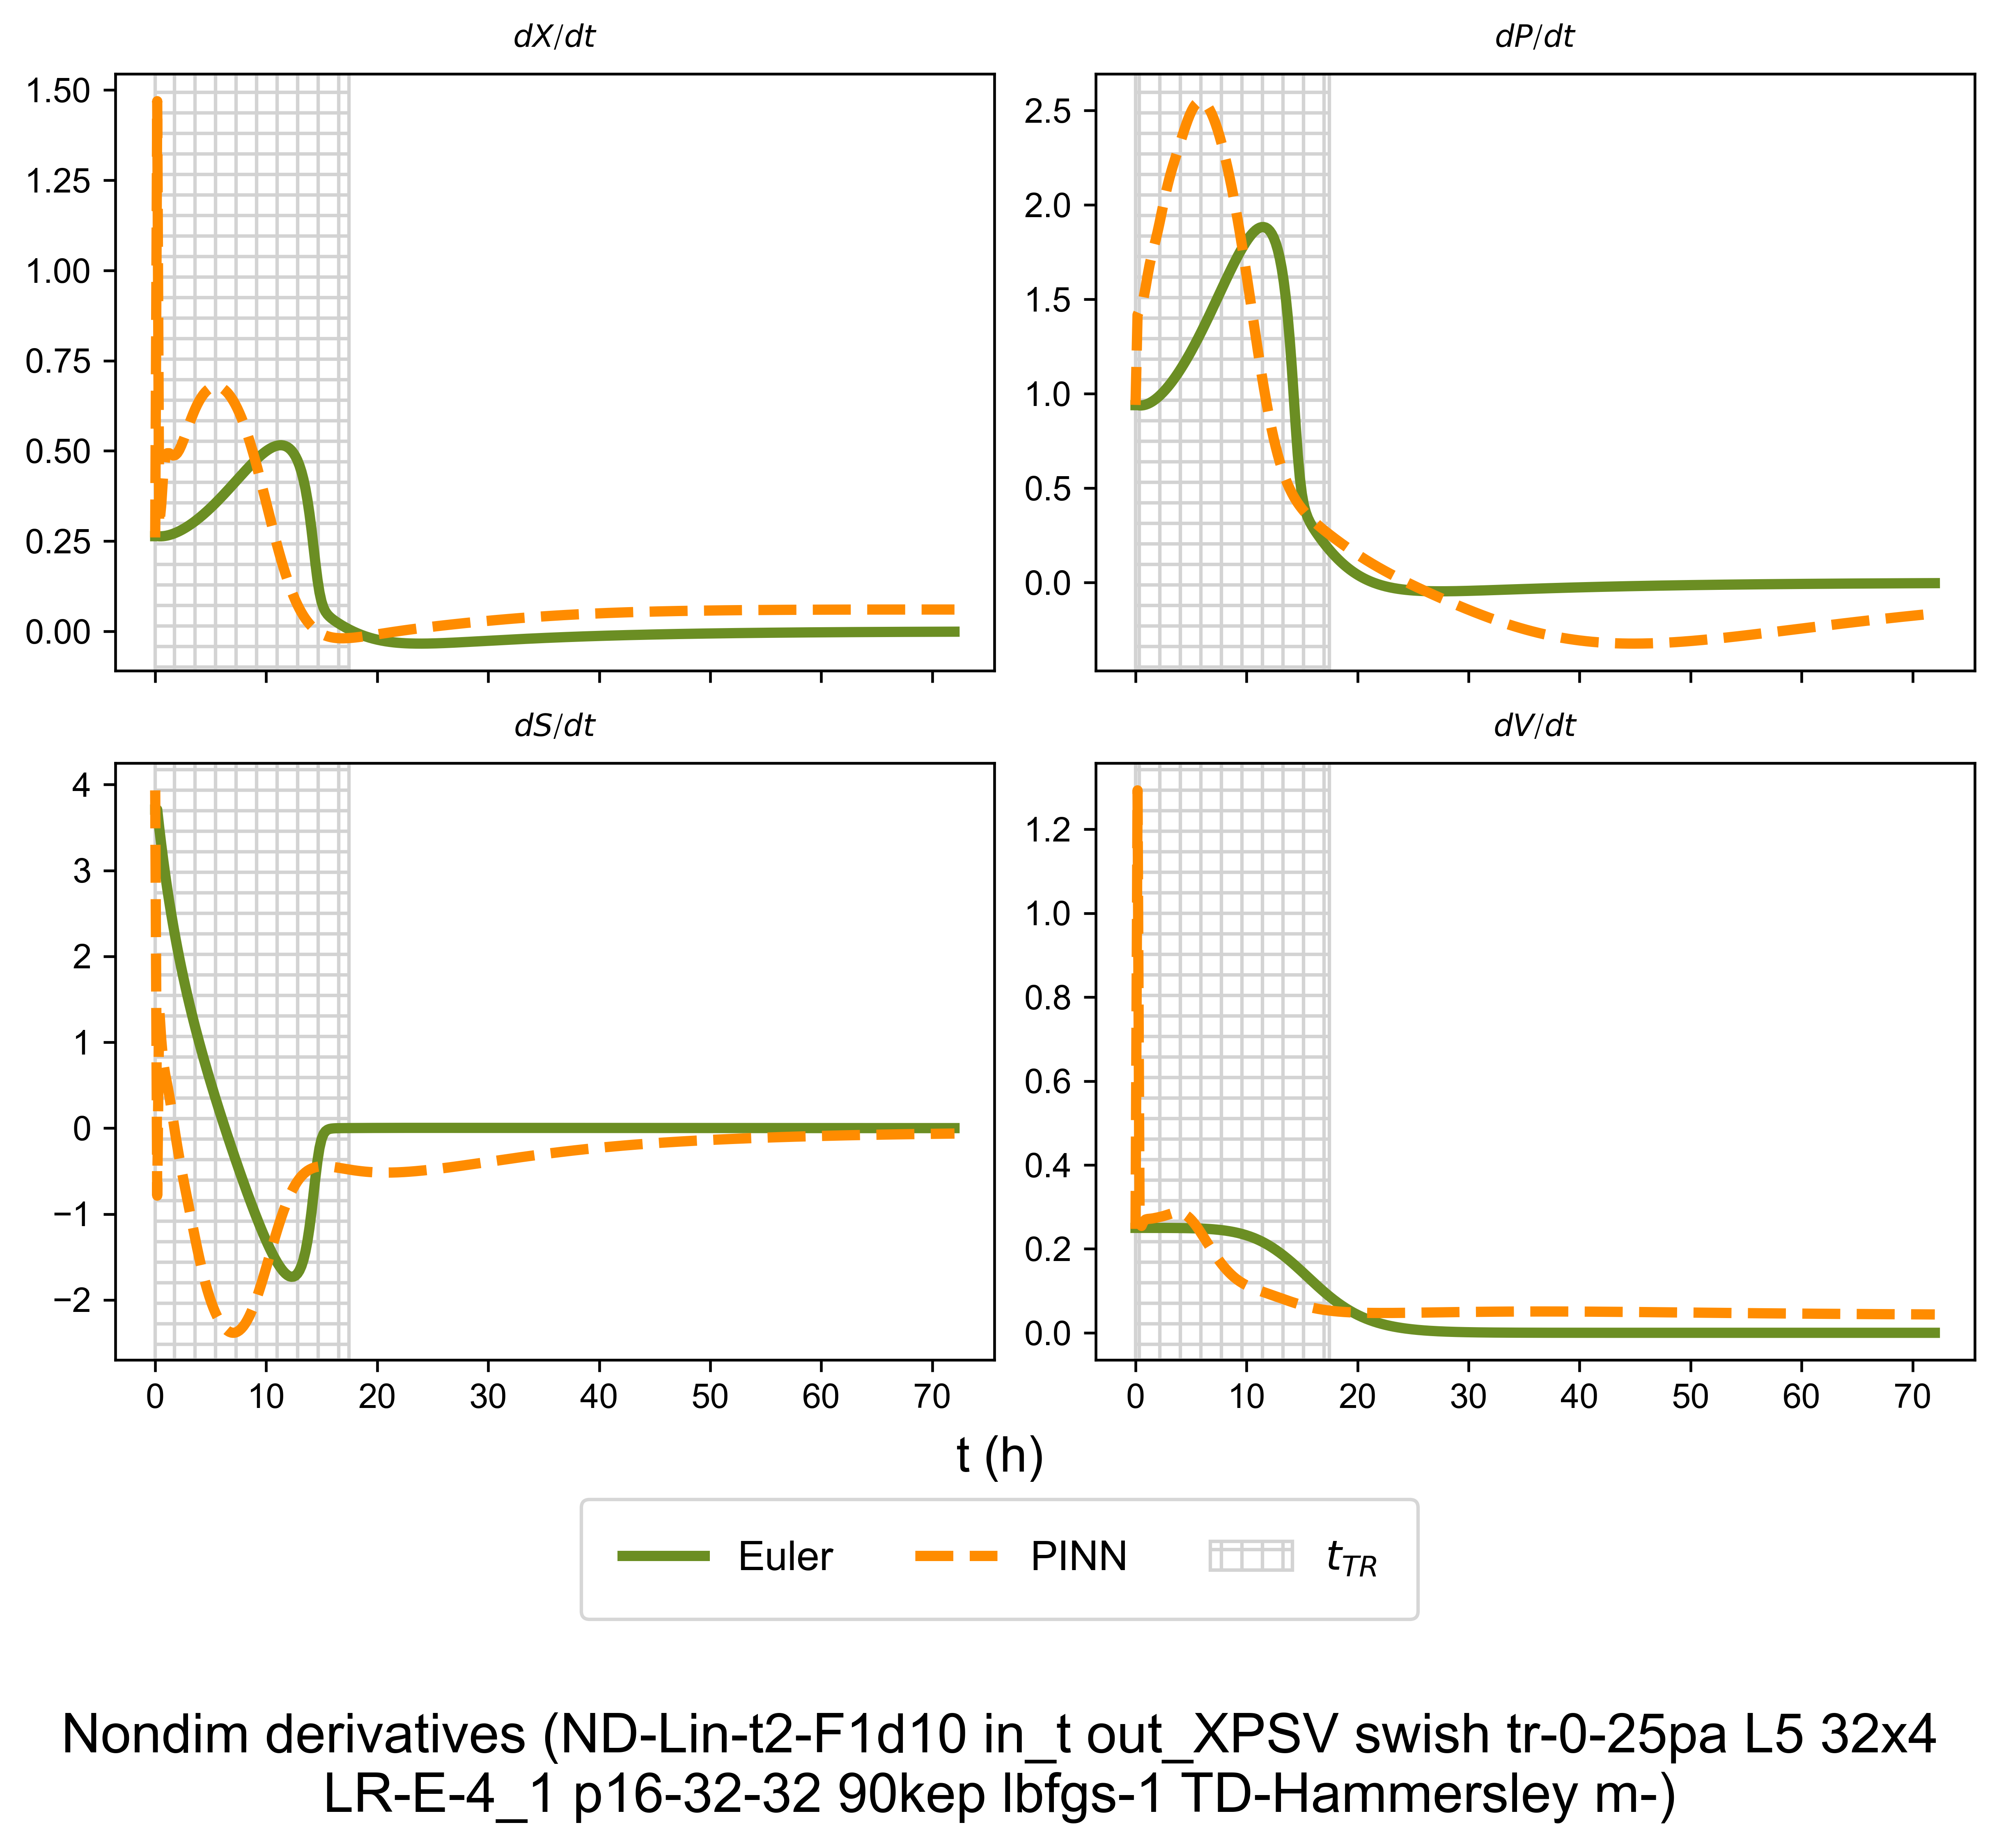 dX/dt
dP/dt
1.50
1.25
1.00
0.75
0.50
0.25
0.00
2.5
2.0
1.5
1.0
0.5
0.0
dS/dt
dV/dt
4
3
2
1
0
−1
−2
1.2
1.0
0.8
0.6
0.4
0.2
0.0
0 10 20 30 40 50 60 70
0 10 20 30 40 50 60 70
t (h)
Euler PINN t_TR
Nondim derivatives (ND-Lin-t2-F1d10 in_t out_XPSV swish tr-0-25pa L5 32x4
LR-E-4_1 p16-32-32 90kep lbfgs-1 TD-Hammersley m-)